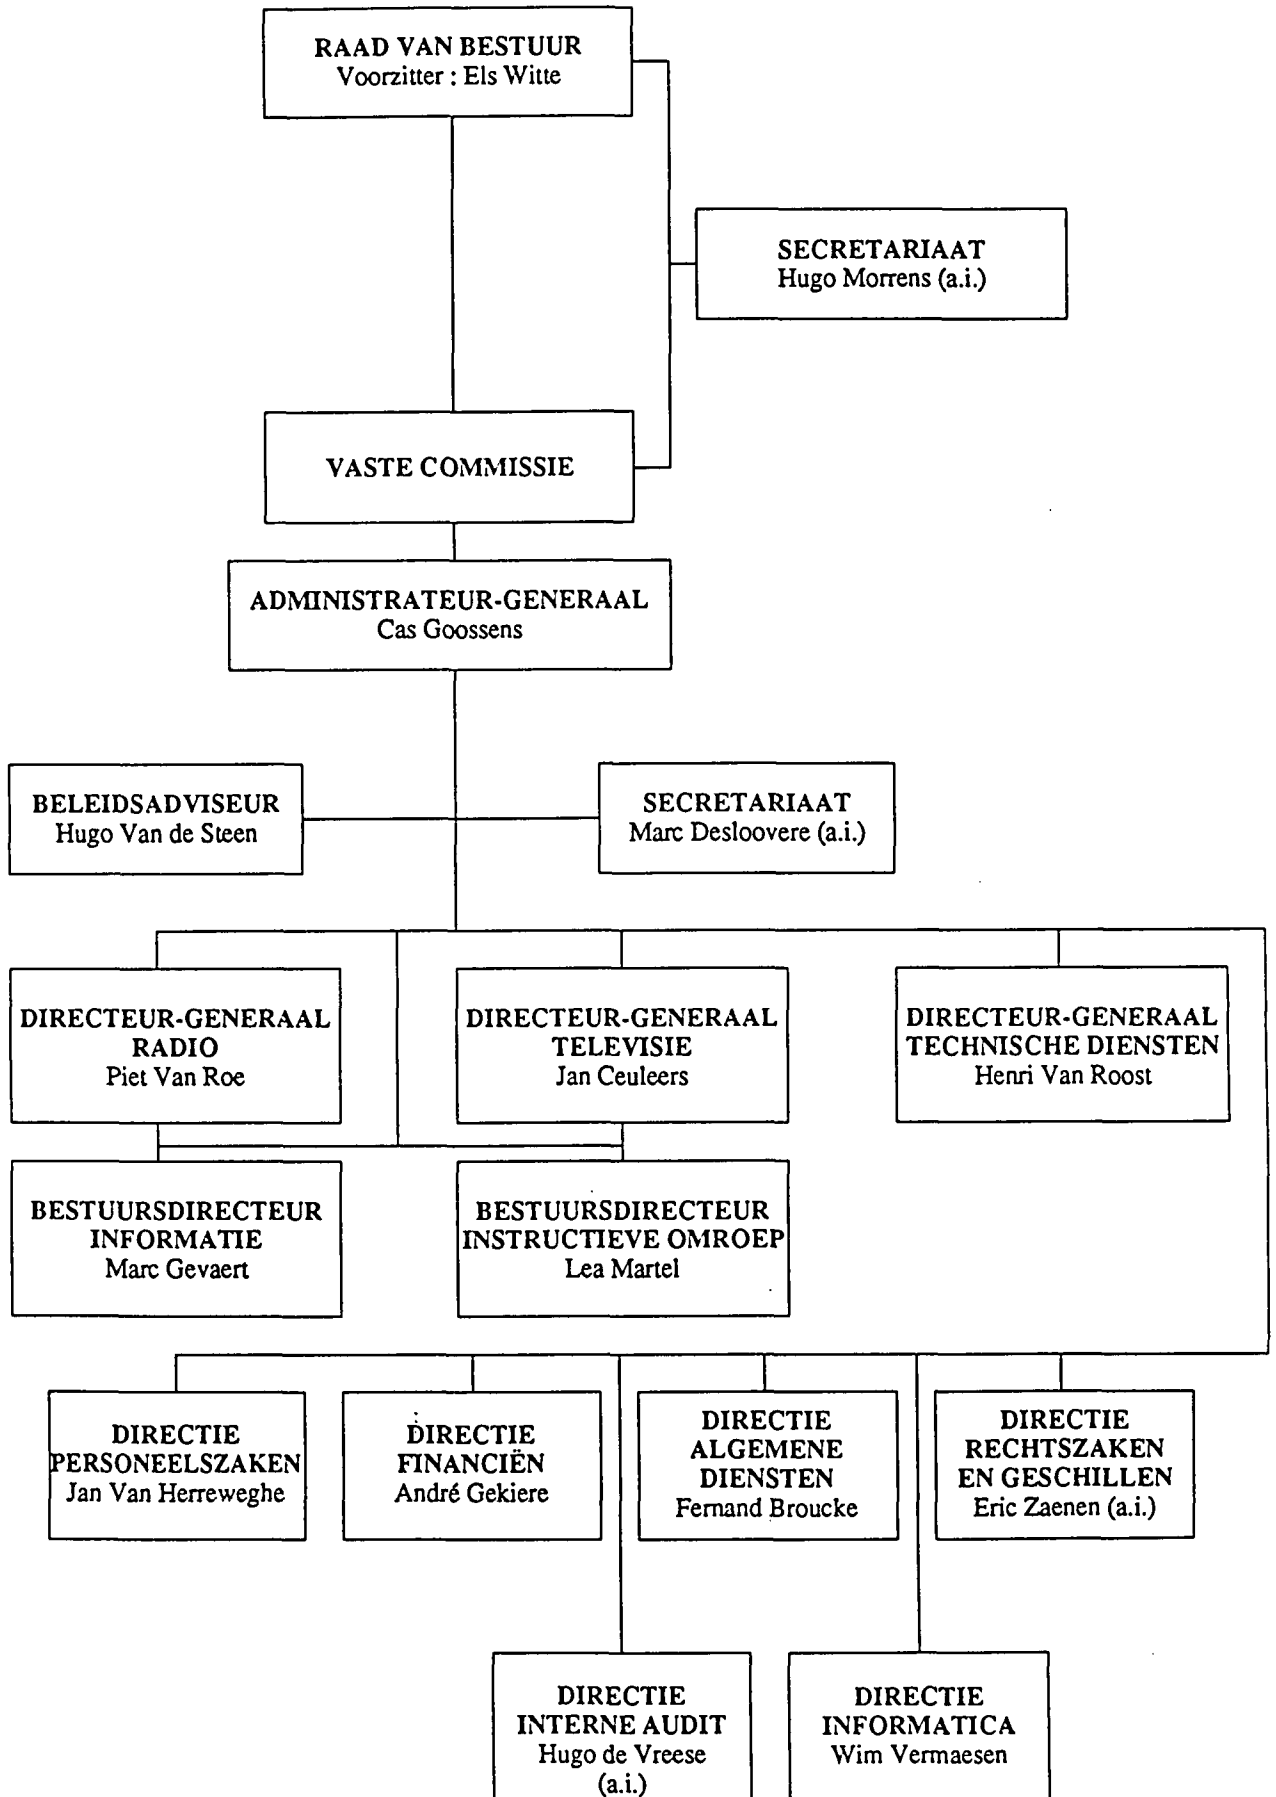 RAAD VAN BESTUUR
Voorzitter : Els Witte
SECRETARIAAT
Hugo Morrens (a.i.)
VASTE COMMISSIE
ADMINISTRATEUR-GENERAAL
Cas Goossens
BELEIDSADVISEUR
Hugo Van de Steen
SECRETARIAAT
Marc Desloovere (a.i.)
DIRECTEUR-GENERAAL
RADIO
Piet Van Roe
DIRECTEUR-GENERAAL
TELEVISIE
Jan Ceuleers
DIRECTEUR-GENERAAL
TECHNISCHE DIENSTEN
Henri Van Roost
BESTUURSDIRECTEUR
INFORMATIE
Marc Gevaert
BESTUURSDIRECTEUR
INSTRUCTIEVE OMROEP
Lea Martel
DIRECTIE
PERSONEELSZAKEN
Jan Van Herreweghe
DIRECTIE
FINANCIËN
André Gekiere
DIRECTIE
ALGEMENE
DIENSTEN
Fernand Broucke
DIRECTIE
RECHTSZAKEN
EN GESCHILLEN
Eric Zaenen (a.i.)
DIRECTIE
INTERNE AUDIT
Hugo de Vreese
(a.i.)
DIRECTIE
INFORMATICA
Wim Vermaesen